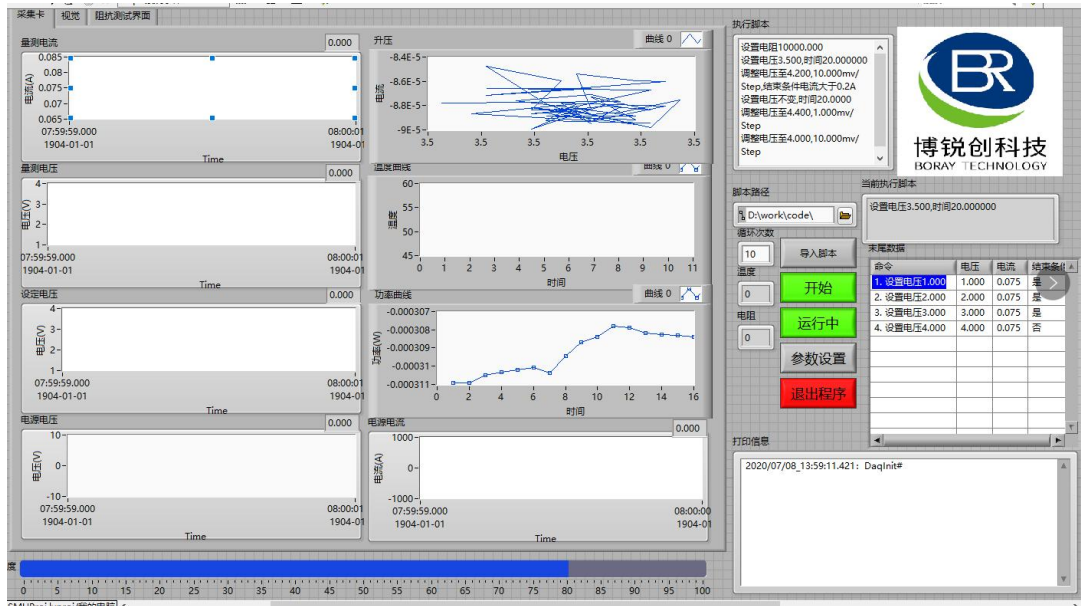 采集卡 视觉 阻抗测试界面
量测电流 0.000
电流(A)
0.085
0.08
0.075
0.07
0.065
07:59:59.000 08:00:01
1904-01-01 1904-01
Time
量测电压 0.000
电压(V)
4
3
2
1
07:59:59.000 08:00:01
1904-01-01 1904-01
Time
设定电压 0.000
电压(V)
4
3
2
1
07:59:59.000 08:00:01
1904-01-01 1904-01
Time
电源电压 0.000
电压(V)
10
0
-10
07:59:59.000 08:00:01
1904-01-01 1904-01
Time
升压 曲线 0
电流
-8.4E-5
-8.6E-5
-8.8E-5
-9E-5
3.5 3.5 3.5 3.5 3.5 3.5
电压
温度曲线 曲线 0
温度
60
55
50
45
0 1 2 3 4 5 6 7 8 9 10 11
时间
功率曲线 曲线 0
功率(W)
-0.000307
-0.000308
-0.000309
-0.00031
-0.000311
0 2 4 6 8 10 12 14 16
时间
电源电流 0.000
电流(A)
1000
0
-1000
07:59:59.000 08:00:00
1904-01-01 1904-01
Time
度
0 5 10 15 20 25 30 35 40 45 50 55 60 65 70 75 80 85 90 95 100
执行脚本
设置电阻10000.000
设置电压3.500,时间20.000000
调整电压至4.200,10.000mv/
Step,结束条件电流大于0.2A
设置电压不变,时间20.0000
调整电压至4.400,1.000mv/
Step
调整电压至4.000,10.000mv/
Step
BR
博锐创科技
BORAY TECHNOLOGY
脚本路径
D:\work\code\
当前执行脚本
设置电压3.500,时间20.000000
循环次数
10
导入脚本
温度
0
开始
电阻
0
运行中
参数设置
退出程序
末尾数据
命令 电压 电流 结束条
1. 设置电压1.000 1.000 0.075 是
2. 设置电压2.000 2.000 0.075 是
3. 设置电压3.000 3.000 0.075 是
4. 设置电压4.000 4.000 0.075 否
打印信息
2020/07/08_13:59:11.421: DaqInit#